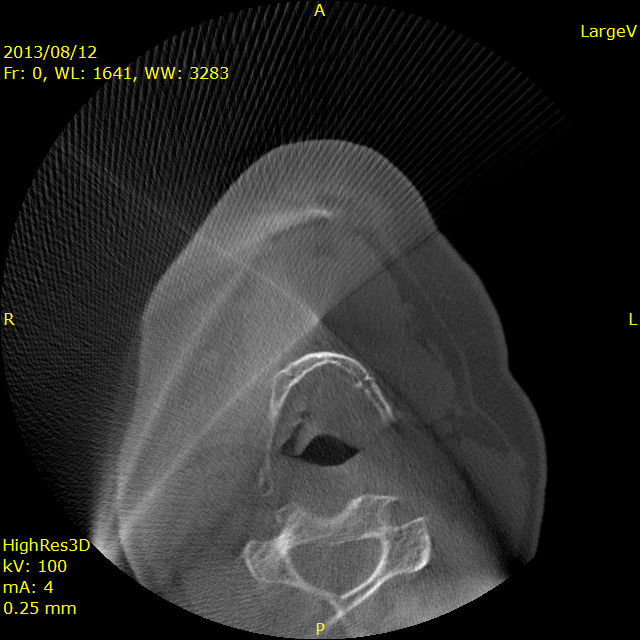 A
LargeV
2013/08/12
Fr: 0, WL: 1641, WW: 3283
R
L
HighRes3D
kV: 100
mA: 4
0.25 mm
P